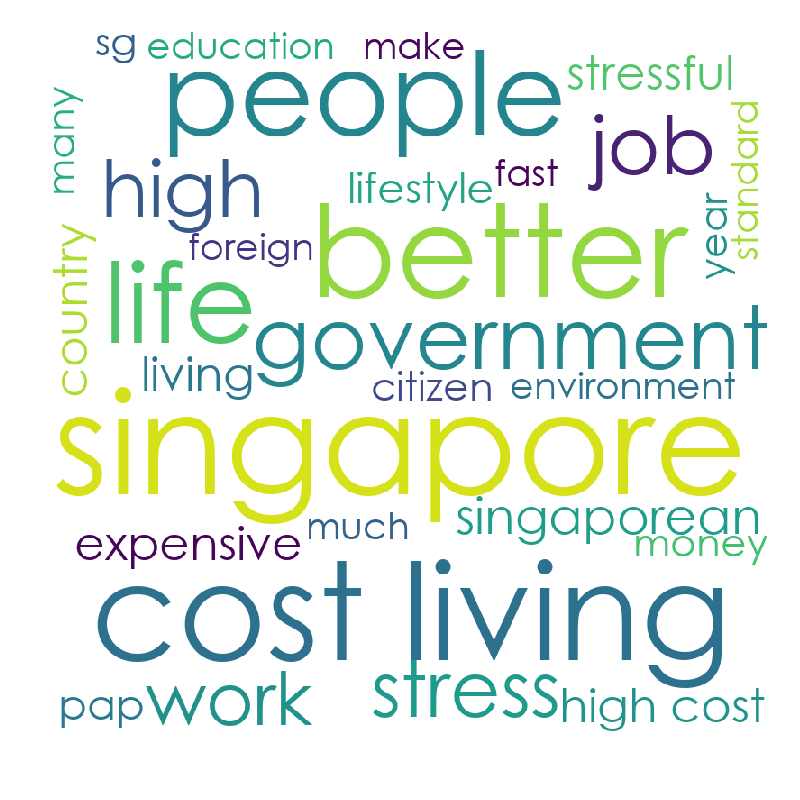 sg education make
people stressful
many job standard
high lifestyle fast
year
foreign better
country life government
living citizen environment
singapore
expensive much singaporean
money
cost living
pap work stress high cost